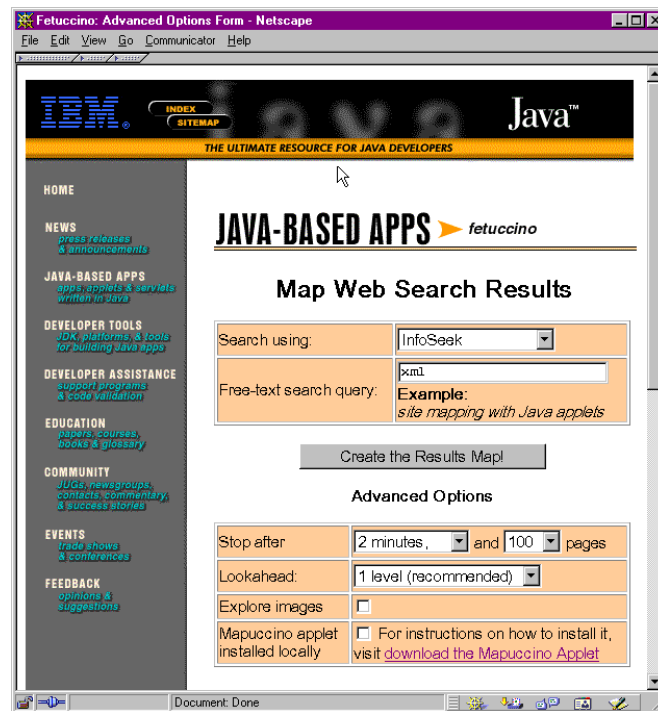 Fetuccino: Advanced Options Form - Netscape
File Edit View Go Communicator Help
IBM.
INDEX
SITEMAP
java
Java™
THE ULTIMATE RESOURCE FOR JAVA DEVELOPERS
HOME
NEWS
press releases
& announcements
JAVA-BASED APPS
apps, applets & servlets
written in Java
DEVELOPER TOOLS
JDK, platforms, & tools
for building Java apps
DEVELOPER ASSISTANCE
support programs
& code validation
EDUCATION
papers, courses,
books & glossary
COMMUNITY
JUGs, newsgroups,
contacts, commentary,
& success stories
EVENTS
trade shows
& conferences
FEEDBACK
opinions &
suggestions
JAVA-BASED APPS fetuccino
Map Web Search Results
Search using: InfoSeek
Free-text search query: xml
Example:
site mapping with Java applets
Create the Results Map!
Advanced Options
Stop after 2 minutes, and 100 pages
Lookahead: 1 level (recommended)
Explore images
Mapuccino applet
installed locally
For instructions on how to install it,
visit download the Mapuccino Applet
Document: Done